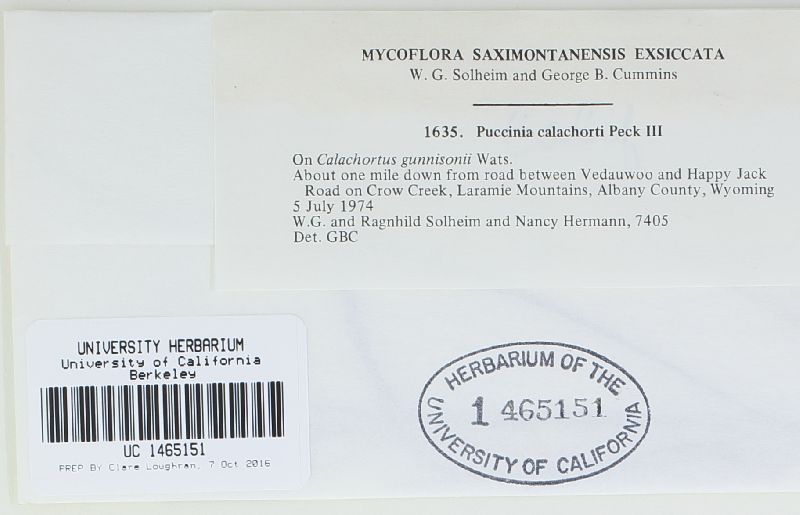 MYCOFLORA SAXIMONTANENSIS EXSICCATA
W. G. Solheim and George B. Cummins
1635. Puccinia calachorti Peck III
On Calachortus gunnisonii Wats.
About one mile down from road between Vedauwoo and Happy Jack
Road on Crow Creek, Laramie Mountains, Albany County, Wyoming
5 July 1974
W.G. and Ragnhild Solheim and Nancy Hermann, 7405
Det. GBC
UNIVERSITY HERBARIUM
University of California
Berkeley
UC 1465151
PREP BY Clare Loughran, 7 Oct 2016
HERBARIUM OF THE
1 465151
UNIVERSITY OF CALIFORNIA